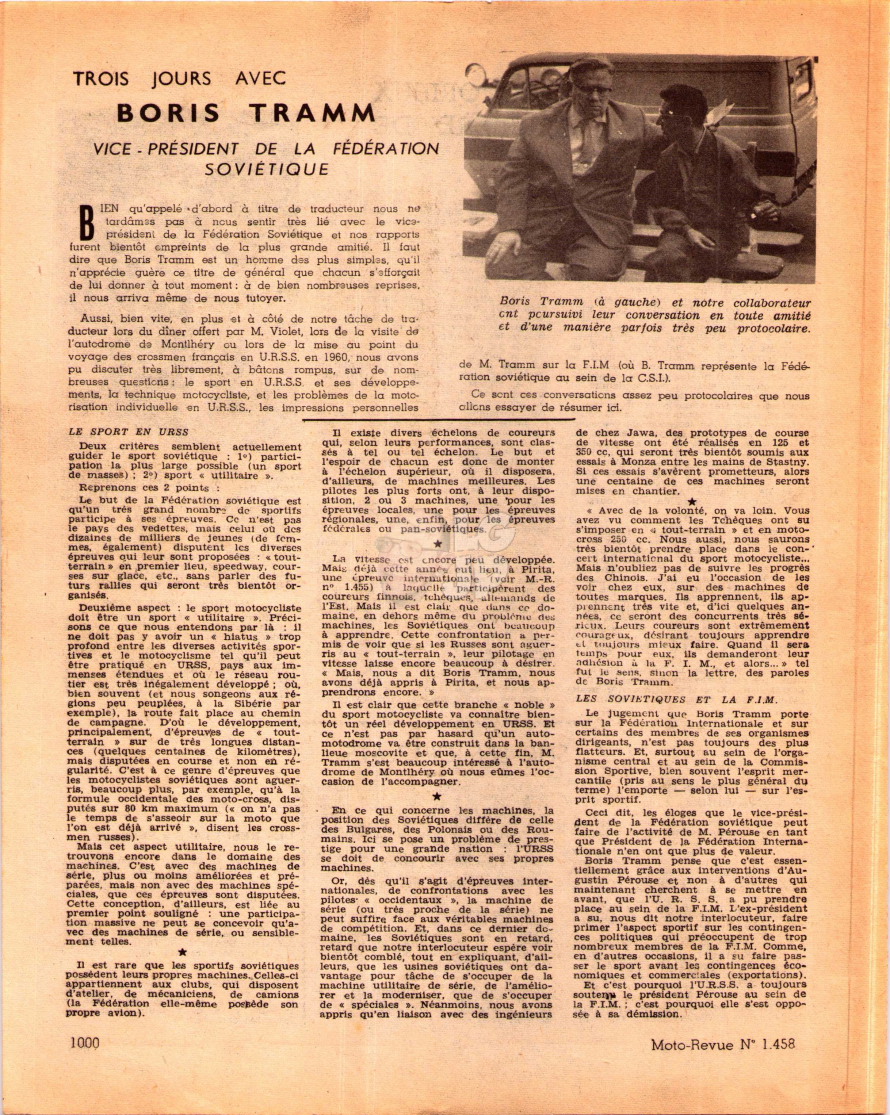 TROIS JOURS AVEC
BORIS TRAMM
VICE - PRÉSIDENT DE LA FÉDÉRATION
SOVIÉTIQUE
BIEN qu'appelé d'abord à titre de traducteur nous ne
tardâmes pas à nous sentir très lié avec le vice-
président de la Fédération Soviétique et nos rapports
furent bientôt empreints de la plus grande amitié. Il faut
dire que Boris Tramm est un homme des plus simples, qu'il
n'apprécie guère ce titre de général que chacun s'efforçait
de lui donner à tout moment : à de bien nombreuses reprises,
il nous arriva même de nous tutoyer.
Aussi, bien vite, en plus et à côté de notre tâche de tra-
ducteur lors du dîner offert par M. Violet, lors de la visite de
l'autodrome de Montlhéry ou lors de la mise au point du
voyage des crossmen français en U.R.S.S. en 1960, nous avons
pu discuter très librement, à bâtons rompus, sur de nom-
breuses questions : le sport en U.R.S.S. et ses développe-
ments, la technique motocycliste, et les problèmes de la moto-
risation individuelle en U.R.S.S., les impressions personnelles
Boris Tramm (à gauche) et notre collaborateur
ont poursuivi leur conversation en toute amitié
et d'une manière parfois très peu protocolaire.
de M. Tramm sur la F.I.M (où B. Tramm représente la Fédé-
ration soviétique au sein de la C.S.I.).
Ce sont ces conversations assez peu protocolaires que nous
allons essayer de résumer ici.
LE SPORT EN URSS
Deux critères semblent actuellement
guider le sport soviétique : 1°) partici-
pation la plus large possible (un sport
de masses) ; 2°) sport « utilitaire ».
Reprenons ces 2 points :
Le but de la Fédération soviétique est
qu'un très grand nombre de sportifs
participe à ses épreuves. Ce n'est pas
le pays des vedettes, mais celui où des
dizaines de milliers de jeunes (de fem-
mes, également) disputent les diverses
épreuves qui leur sont proposées : « tout-
terrain » en premier lieu, speedway, cour-
ses sur glace, etc., sans parler des fu-
turs rallies qui seront très bientôt or-
ganisés.
Deuxième aspect : le sport motocycliste
doit être un sport « utilitaire ». Préci-
sons ce que nous entendons par là : il
ne doit pas y avoir un « hiatus » trop
profond entre les diverses activités spor-
tives et le motocyclisme tel qu'il peut
être pratiqué en URSS, pays aux im-
menses étendues et où le réseau rou-
tier est très inégalement développé ; où,
bien souvent (et nous songeons aux ré-
gions peu peuplées, à la Sibérie par
exemple), la route fait place au chemin
de campagne. D'où le développement,
principalement, d'épreuves de « tout-
terrain » sur de très longues distan-
ces (quelques centaines de kilomètres),
mais disputées en course et non en ré-
gularité. C'est à ce genre d'épreuves que
les motocyclistes soviétiques sont aguer-
ris, beaucoup plus, par exemple, qu'à la
formule occidentale des moto-cross, dis-
putés sur 80 km maximum (« on n'a pas
le temps de s'asseoir sur la moto que
l'on est déjà arrivé », disent les cross-
men russes).
Mais cet aspect utilitaire, nous le re-
trouvons encore dans le domaine des
machines. C'est avec des machines de
série, plus ou moins améliorées et pré-
parées, mais non avec des machines spé-
ciales, que ces épreuves sont disputées.
Cette conception, d'ailleurs, est liée au
premier point souligné : une participa-
tion massive ne peut se concevoir qu'a-
vec des machines de série, ou sensible-
ment telles.
★
Il est rare que les sportifs soviétiques
possèdent leurs propres machines. Celles-ci
appartiennent aux clubs, qui disposent
d'atelier, de mécaniciens, de camions
(la Fédération elle-même possède son
propre avion).
Il existe divers échelons de coureurs
qui, selon leurs performances, sont clas-
sés à tel ou tel échelon. Le but et
l'espoir de chacun est donc de monter
à l'échelon supérieur, où il disposera,
d'ailleurs, de machines meilleures. Les
pilotes les plus forts ont, à leur dispo-
sition, 2 ou 3 machines, une pour les
épreuves locales, une pour les épreuves
régionales, une, enfin, pour les épreuves
fédérales ou pan-soviétiques.
★
La vitesse est encore peu développée.
Mais déjà cette année eut lieu, à Pirita,
une épreuve internationale (voir M.-R.
n° 1.455) à laquelle participèrent des
coureurs finnois, tchèques, allemands de
l'Est. Mais il est clair que dans ce do-
maine, en dehors même du problème des
machines, les Soviétiques ont beaucoup
à apprendre. Cette confrontation a per-
mis de voir que si les Russes sont aguer-
ris au « tout-terrain », leur pilotage en
vitesse laisse encore beaucoup à désirer.
« Mais, nous a dit Boris Tramm, nous
avons déjà appris à Pirita, et nous ap-
prendrons encore. »
Il est clair que cette branche « noble »
du sport motocycliste va connaître bien-
tôt un réel développement en URSS. Et
ce n'est pas par hasard qu'un auto-
motodrome va être construit dans la ban-
lieue moscovite et que, à cette fin, M.
Tramm s'est beaucoup intéressé à l'auto-
drome de Montlhéry où nous eûmes l'oc-
casion de l'accompagner.
★
En ce qui concerne les machines, la
position des Soviétiques diffère de celle
des Bulgares, des Polonais ou des Rou-
mains. Ici se pose un problème de pres-
tige pour une grande nation : l'URSS
se doit de concourir avec ses propres
machines.
Or, dès qu'il s'agit d'épreuves inter-
nationales, de confrontations avec les
pilotes « occidentaux », la machine de
série (ou très proche de la série) ne
peut suffire face aux véritables machines
de compétition. Et, dans ce dernier do-
maine, les Soviétiques sont en retard,
retard que notre interlocuteur espère voir
bientôt comblé, tout en expliquant, d'ail-
leurs, que les usines soviétiques ont da-
vantage pour tâche de s'occuper de la
machine utilitaire de série, de l'amélio-
rer et la moderniser, que de s'occuper
de « spéciales ». Néanmoins, nous avons
appris qu'en liaison avec des ingénieurs
de chez Jawa, des prototypes de course
de vitesse ont été réalisés en 125 et
350 cc, qui seront très bientôt soumis aux
essais à Monza entre les mains de Stastny.
Si ces essais s'avèrent prometteurs, alors
une centaine de ces machines seront
mises en chantier.
★
« Avec de la volonté, on va loin. Vous
avez vu comment les Tchèques ont su
s'imposer en « tout-terrain » et en moto-
cross 250 cc. Nous aussi, nous saurons
très bientôt prendre place dans le con-
cert international du sport motocycliste...
Mais n'oubliez pas de suivre les progrès
des Chinois. J'ai eu l'occasion de les
voir chez eux, sur des machines de
toutes marques. Ils apprennent, ils ap-
prennent très vite et, d'ici quelques an-
nées, ce seront des concurrents très sé-
rieux. Leurs coureurs sont extrêmement
courageux, désirant toujours apprendre
et toujours mieux faire. Quand il sera
temps pour eux, ils demanderont leur
adhésion à la F. I. M., et alors... » tel
fut le sens, sinon la lettre, des paroles
de Boris Tramm.
LES SOVIETIQUES ET LA F.I.M.
Le jugement que Boris Tramm porte
sur la Fédération Internationale et sur
certains des membres de ses organismes
dirigeants, n'est pas toujours des plus
flatteurs. Et, surtout au sein de l'orga-
nisme central et au sein de la Commis-
sion Sportive, bien souvent l'esprit mer-
cantile (pris au sens le plus général du
terme) l'emporte — selon lui — sur l'es-
prit sportif.
Ceci dit, les éloges que le vice-prési-
dent de la Fédération soviétique peut
faire de l'activité de M. Pérouse en tant
que Président de la Fédération Interna-
tionale n'en ont que plus de valeur.
Boris Tramm pense que c'est essen-
tiellement grâce aux interventions d'Au-
gustin Pérouse et non à d'autres qui
maintenant cherchent à se mettre en
avant, que l'U. R. S. S. a pu prendre
place au sein de la F.I.M. L'ex-président
a su, nous dit notre interlocuteur, faire
primer l'aspect sportif sur les contingen-
ces politiques qui préoccupent de trop
nombreux membres de la F.I.M. Comme,
en d'autres occasions, il a su faire pas-
ser le sport avant les contingences éco-
nomiques et commerciales (exportations).
Et c'est pourquoi l'U.R.S.S. a toujours
soutenu le président Pérouse au sein de
la F.I.M. ; c'est pourquoi elle s'est oppo-
sée à sa démission.
1000
Moto-Revue N° 1.458